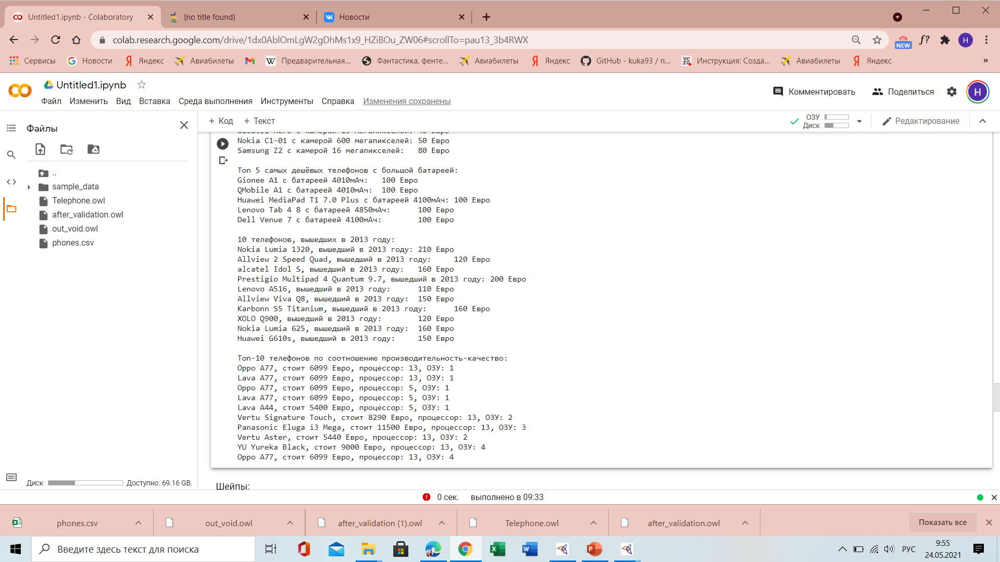 Untitled1.ipynb - Colaboratory
{no title found}
Новости
colab.research.google.com/drive/1dx0AblOmLgW2gDhMs1x9_HZiBOu_ZW06#scrollTo=pau13_3b4RWX
f?
NEW
H
Сервисы
Новости
Яндекс
Авиабилеты
Предварительная...
Фантастика, фенте...
Авиабилеты
Яндекс
GitHub - kuka93 / п...
Инструкция: Созда...
Авиабилеты
Яндекс
»
Untitled1.ipynb
Файл Изменить Вид Вставка Среда выполнения Инструменты Справка Изменения сохранены
Комментировать
Поделиться
H
Файлы
+ Код + Текст
ОЗУ
Диск
Редактирование
..
sample_data
Telephone.owl
after_validation.owl
out_void.owl
phones.csv
Nokia C1-01 с камерой 600 мегапикселей: 50 Евро
Samsung Z2 с камерой 16 мегапикселей: 80 Евро
Топ 5 самых дешёвых телефонов с большой батареей:
Gionee A1 с батареей 4010мАч: 100 Евро
QMobile A1 с батареей 4010мАч: 100 Евро
Huawei MediaPad T1 7.0 Plus с батареей 4100мАч: 100 Евро
Lenovo Tab 4 8 с батареей 4850мАч: 100 Евро
Dell Venue 7 с батареей 4100мАч: 100 Евро
10 телефонов, вышедших в 2013 году:
Nokia Lumia 1320, вышедший в 2013 году: 210 Евро
Allview 2 Speed Quad, вышедший в 2013 году: 120 Евро
alcatel Idol S, вышедший в 2013 году: 160 Евро
Prestigio Multipad 4 Quantum 9.7, вышедший в 2013 году: 200 Евро
Lenovo A516, вышедший в 2013 году: 110 Евро
Allview Viva Q8, вышедший в 2013 году: 150 Евро
Karbonn S5 Titanium, вышедший в 2013 году: 160 Евро
XOLO Q900, вышедший в 2013 году: 120 Евро
Nokia Lumia 625, вышедший в 2013 году: 160 Евро
Huawei G610s, вышедший в 2013 году: 150 Евро
Топ-10 телефонов по соотношению производительность-качество:
Oppo A77, стоит 6099 Евро, процессор: 13, ОЗУ: 1
Lava A77, стоит 6099 Евро, процессор: 13, ОЗУ: 1
Oppo A77, стоит 6099 Евро, процессор: 5, ОЗУ: 1
Lava A77, стоит 6099 Евро, процессор: 5, ОЗУ: 1
Lava A44, стоит 5400 Евро, процессор: 5, ОЗУ: 1
Vertu Signature Touch, стоит 8290 Евро, процессор: 13, ОЗУ: 2
Panasonic Eluga i3 Mega, стоит 11500 Евро, процессор: 13, ОЗУ: 3
Vertu Aster, стоит 5440 Евро, процессор: 13, ОЗУ: 2
YU Yureka Black, стоит 9000 Евро, процессор: 13, ОЗУ: 4
Oppo A77, стоит 6099 Евро, процессор: 13, ОЗУ: 4
Шейпы:
Диск
Доступно: 69.16 GB.
0 сек. выполнено в 09:33
phones.csv
out_void.owl
after_validation (1).owl
Telephone.owl
after_validation.owl
Показать все
Введите здесь текст для поиска
РУС
9:55
24.05.2021